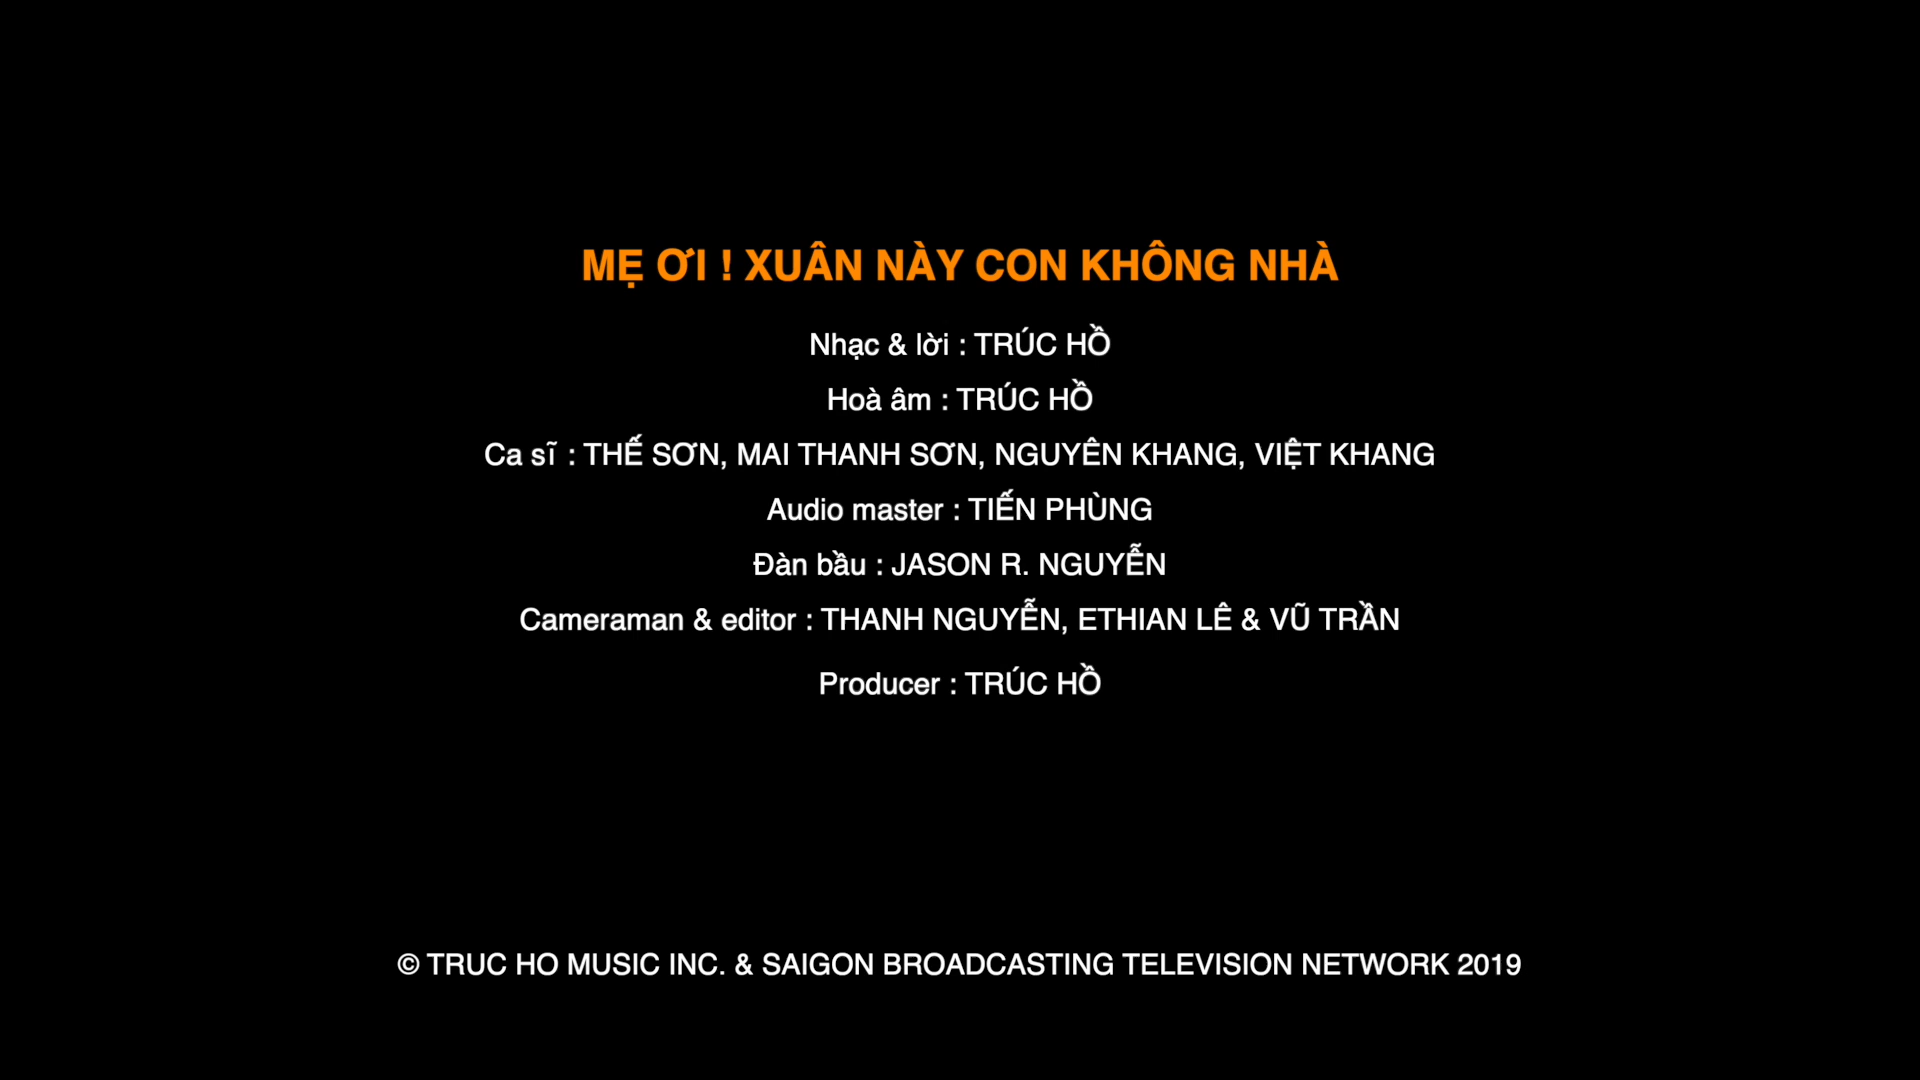 MẸ ƠI ! XUÂN NÀY CON KHÔNG NHÀ
Nhạc & lời : TRÚC HỒ
Hoà âm : TRÚC HỒ
Ca sĩ : THẾ SƠN, MAI THANH SƠN, NGUYÊN KHANG, VIỆT KHANG
Audio master : TIẾN PHÙNG
Đàn bầu : JASON R. NGUYỄN
Cameraman & editor : THANH NGUYỄN, ETHIAN LÊ & VŨ TRẦN
Producer : TRÚC HỒ
© TRUC HO MUSIC INC. & SAIGON BROADCASTING TELEVISION NETWORK 2019